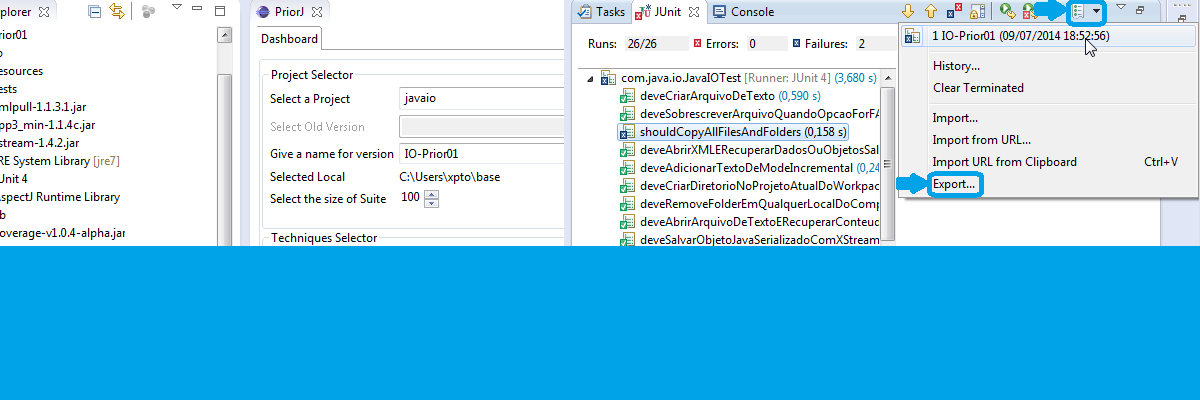 xplorer
rior01
esources
ests
mlpull-1.1.3.1.jar
pp3_min-1.1.4c.jar
stream-1.4.2.jar
RE System Library [jre7]
Unit 4
spectJ Runtime Library
b
overage-v1.0.4-alpha.jar
PriorJ
Dashboard
Project Selector
Select a Project
javaio
Select Old Version
Give a name for version
IO-Prior01
Selected Local
C:\Users\xpto\base
Select the size of Suite
100
Techniques Selector
Tasks
JUnit
Console
Runs: 26/26
Errors: 0
Failures: 2
com.java.io.JavaIOTest [Runner: JUnit 4] (3,680 s)
deveCriarArquivoDeTexto (0,590 s)
deveSobrescreverArquivoQuandoOpcaoForFA
shouldCopyAllFilesAndFolders (0,158 s)
deveAbrirXMLERecuperarDadosOuObjetosSal
deveAdicionarTextoDeModeIncremental (0,24
deveCriarDiretorioNoProjetoAtualDoWorkpac
deveRemoveFolderEmQualquerLocalDoComp
deveAbrirArquivoDeTextoERecuperarConteud
deveSalvarObjetoJavaSerializadoComXStream
1 IO-Prior01 (09/07/2014 18:52:56)
History...
Clear Terminated
Import...
Import from URL...
Import URL from Clipboard
Ctrl+V
Export...